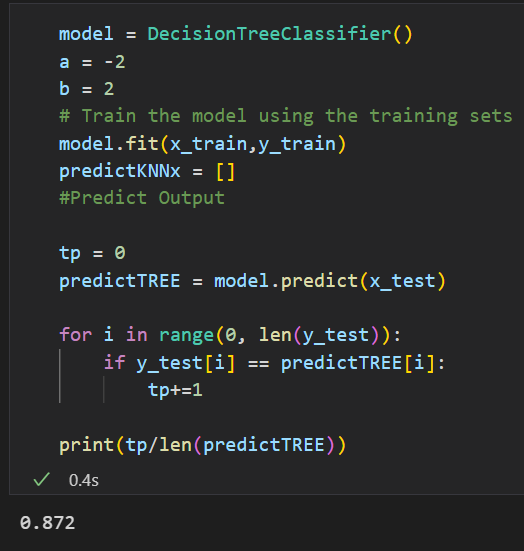 model = DecisionTreeClassifier()
a = -2
b = 2
# Train the model using the training sets
model.fit(x_train,y_train)
predictKNNx = []
#Predict Output
tp = 0
predictTREE = model.predict(x_test)
for i in range(0, len(y_test)):
    if y_test[i] == predictTREE[i]:
        tp+=1
print(tp/len(predictTREE))
0.4s
0.872